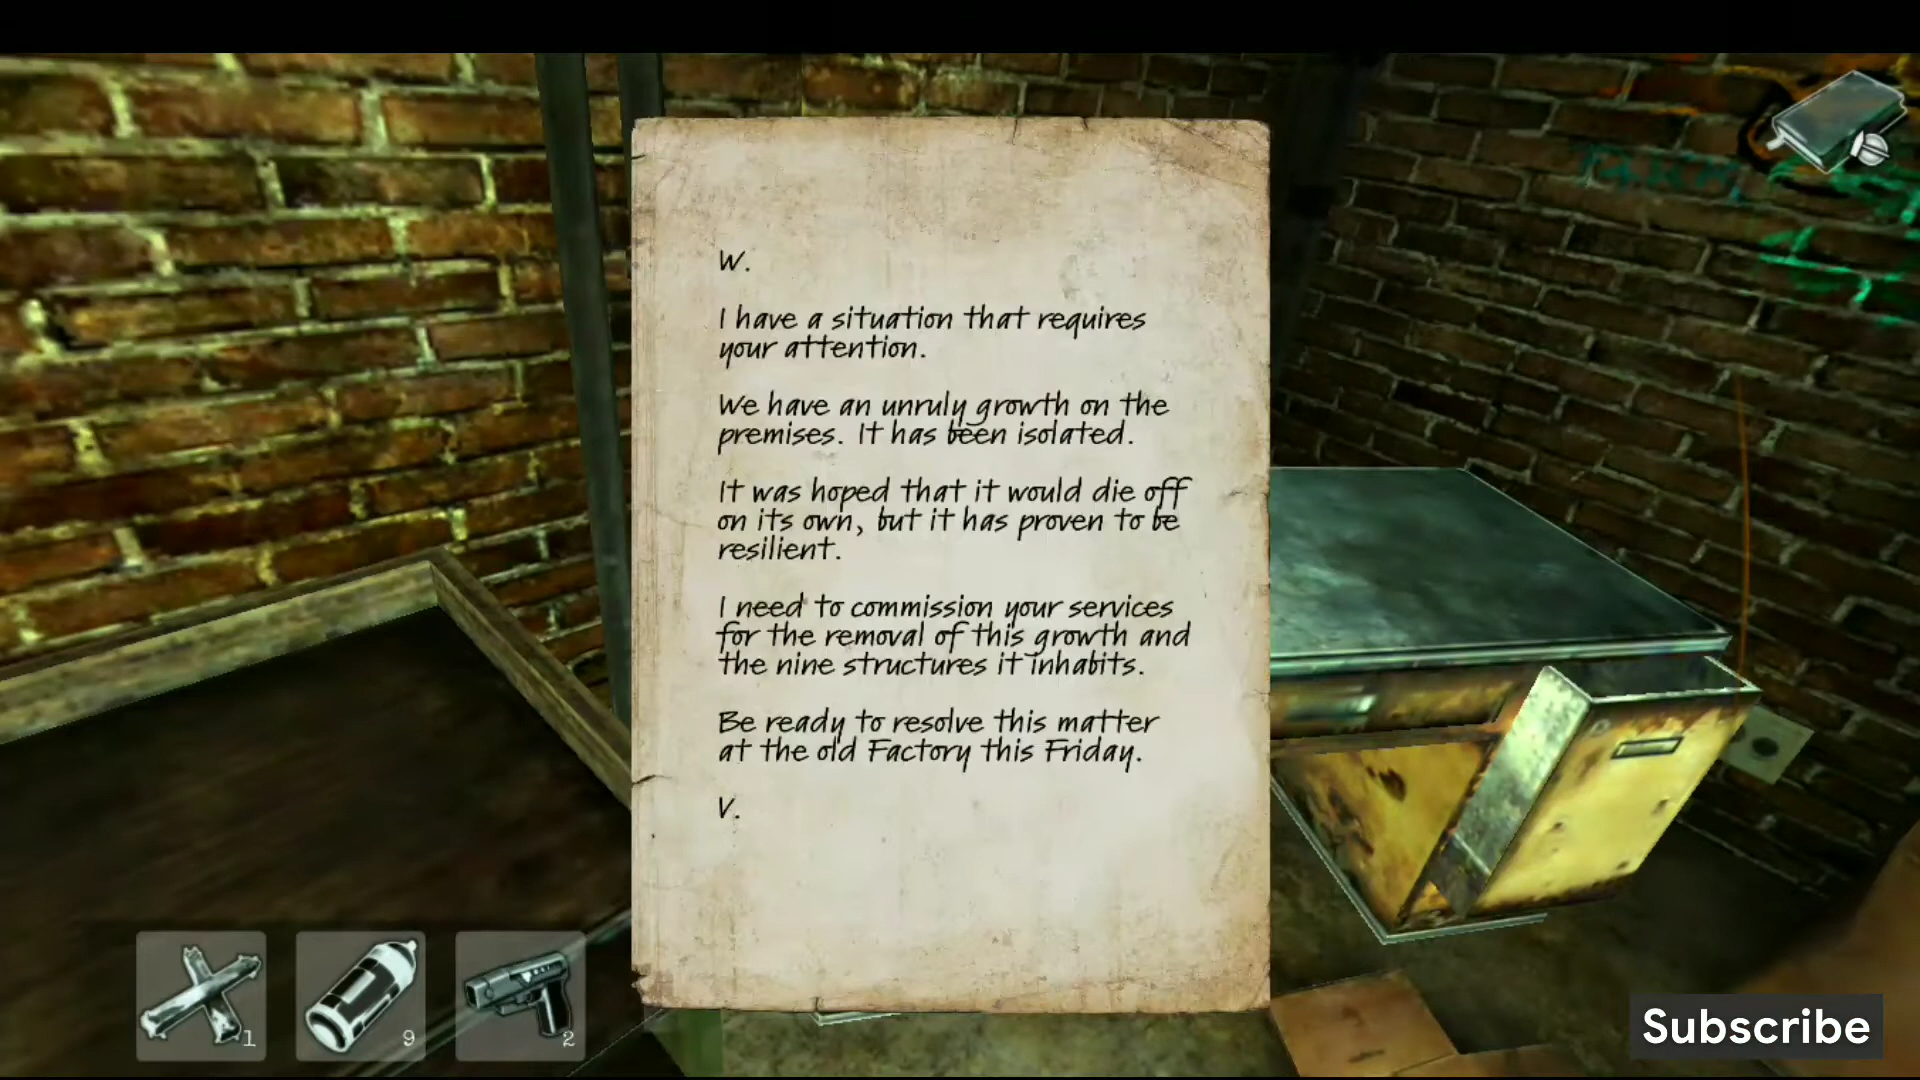 W.
I have a situation that requires
your attention.
We have an unruly growth on the
premises. It has been isolated.
It was hoped that it would die off
on its own, but it has proven to be
resilient.
I need to commission your services
for the removal of this growth and
the nine structures it inhabits.
Be ready to resolve this matter
at the old Factory this Friday.
V.
1
9
2
Subscribe